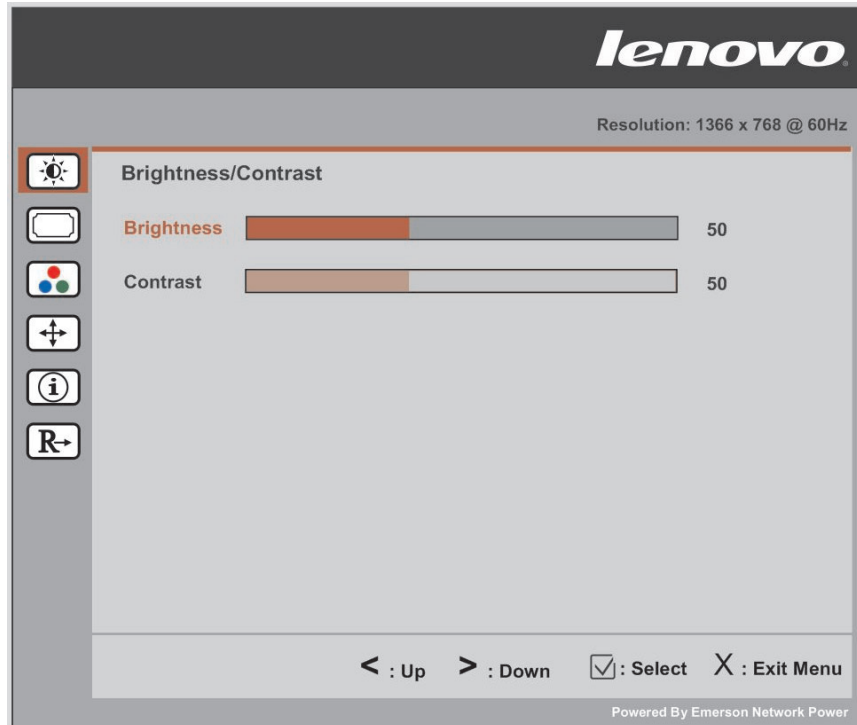 lenovo.
Resolution: 1366 x 768 @ 60Hz
Brightness/Contrast
Brightness 50
Contrast 50
i
R→
< : Up > : Down ☑ : Select X : Exit Menu
Powered By Emerson Network Power